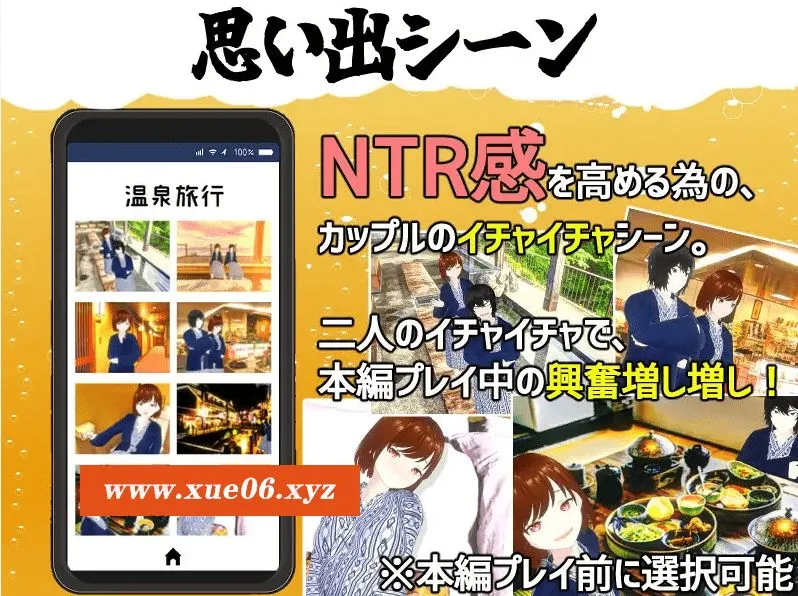 思い出シーン
100%
温泉旅行
NTR感を高める為の、
カップルのイチャイチャシーン。
二人のイチャイチャで、
本編プレイ中の興奮増し増し！
www.xue06.xyz
※本編プレイ前に選択可能